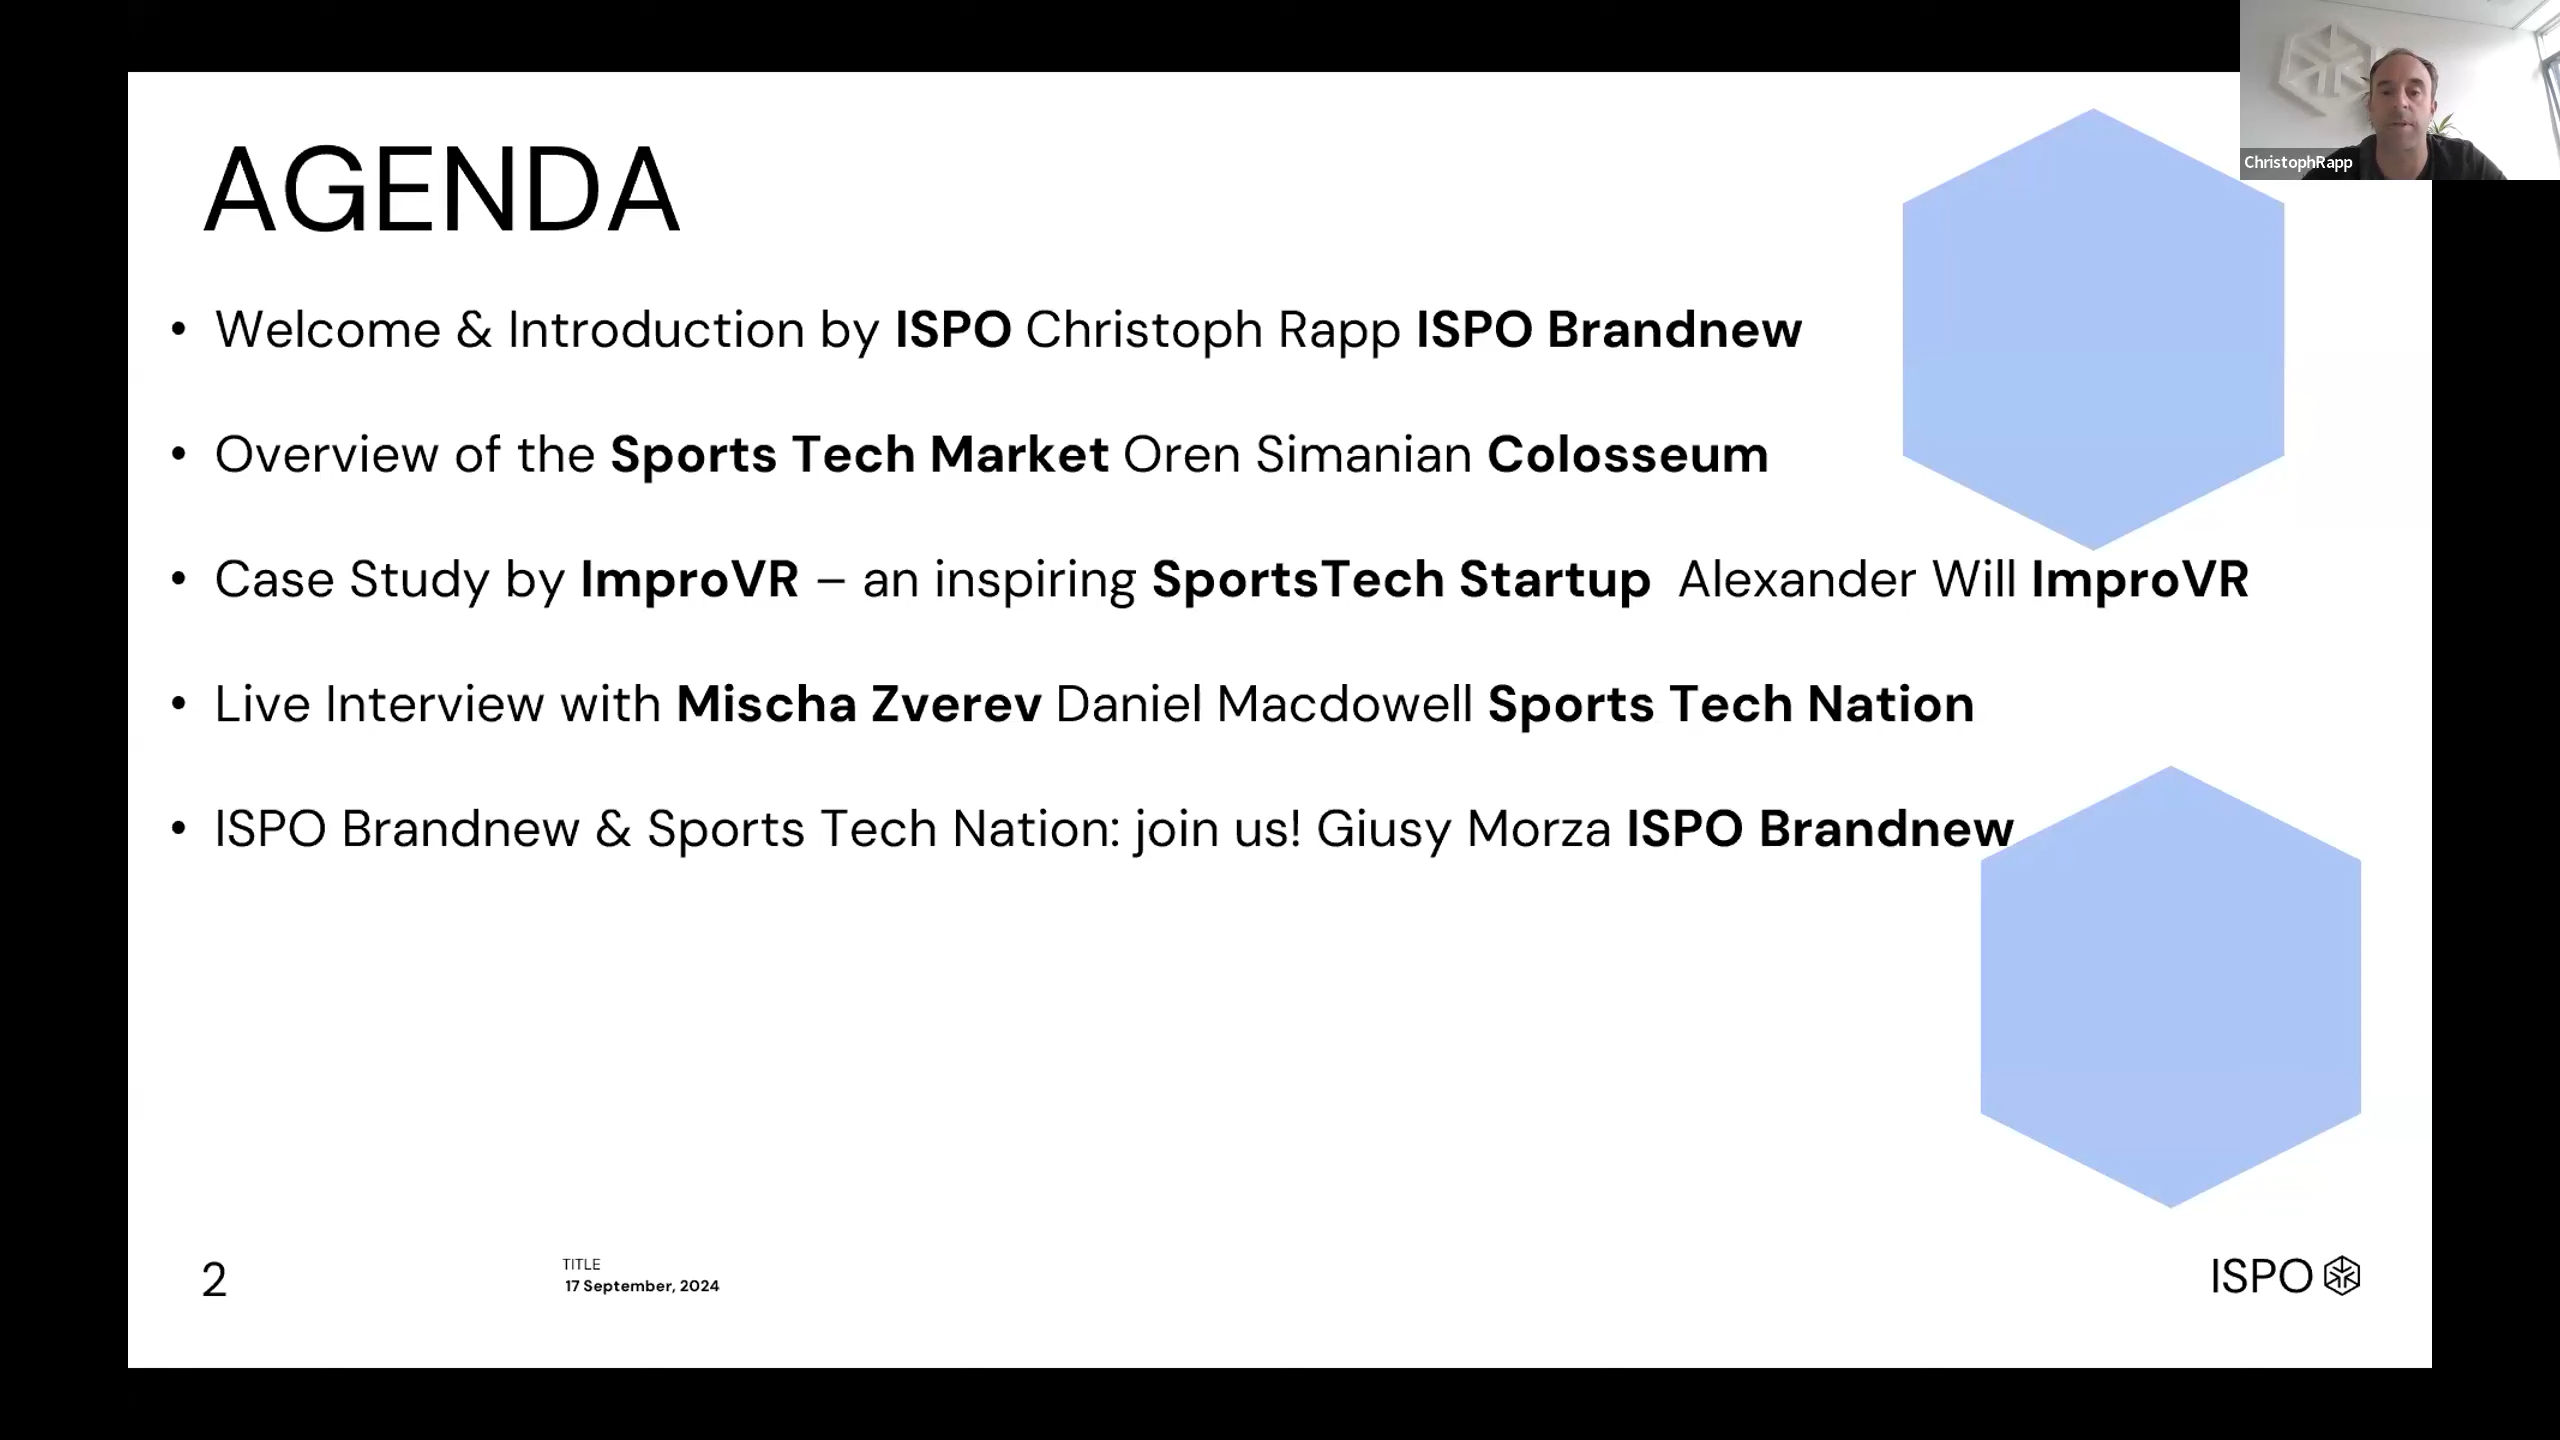 AGENDA
• Welcome & Introduction by ISPO Christoph Rapp ISPO Brandnew
• Overview of the Sports Tech Market Oren Simanian Colosseum
• Case Study by ImproVR – an inspiring SportsTech Startup Alexander Will ImproVR
• Live Interview with Mischa Zverev Daniel Macdowell Sports Tech Nation
• ISPO Brandnew & Sports Tech Nation: join us! Giusy Morza ISPO Brandnew
2
TITLE
17 September, 2024
ISPO
ChristophRapp